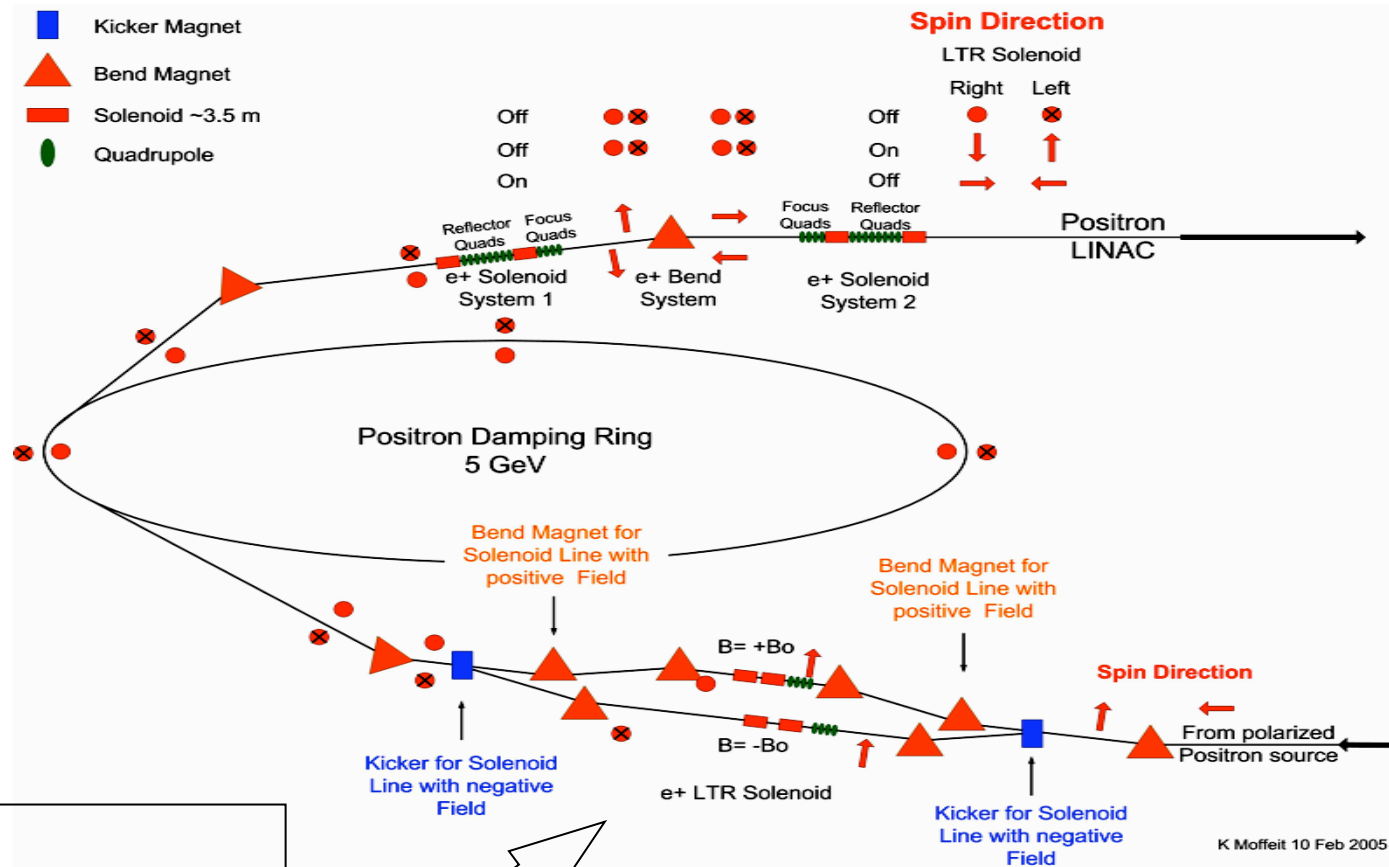 Kicker Magnet
Bend Magnet
Solenoid ~3.5 m
Quadrupole
Spin Direction
LTR Solenoid
Right Left
Off Off
Off On
On Off
Reflector
Quads
Focus
Quads
Focus
Quads
Reflector
Quads
Positron
LINAC
e+ Solenoid
System 1
e+ Bend
System
e+ Solenoid
System 2
Positron Damping Ring
5 GeV
Bend Magnet for
Solenoid Line with
positive Field
Bend Magnet for
Solenoid Line with
positive Field
B= +Bo
Spin Direction
From polarized
Positron source
B= -Bo
Kicker for Solenoid
Line with negative
Field
e+ LTR Solenoid
Kicker for Solenoid
Line with negative
Field
K Moffeit 10 Feb 2005